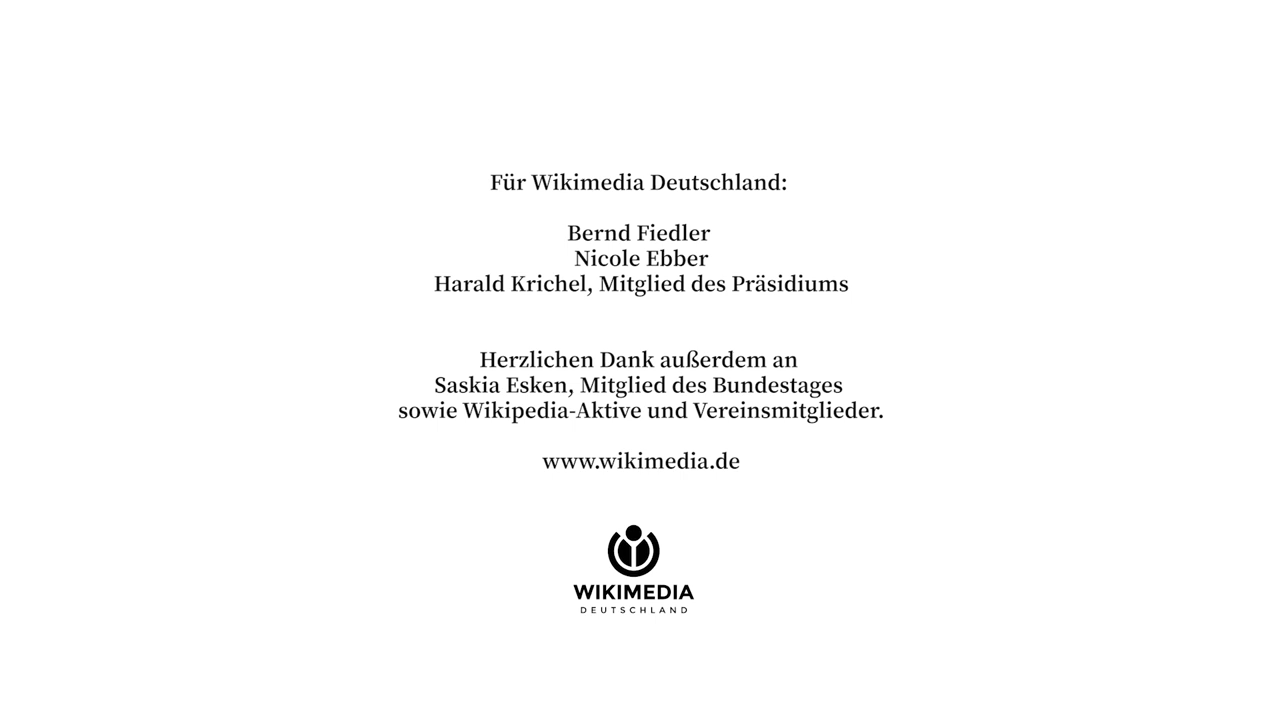 Für Wikimedia Deutschland:
Bernd Fiedler
Nicole Ebber
Harald Krichel, Mitglied des Präsidiums
Herzlichen Dank außerdem an
Saskia Esken, Mitglied des Bundestages
sowie Wikipedia-Aktive und Vereinsmitglieder.
www.wikimedia.de
WIKIMEDIA
DEUTSCHLAND